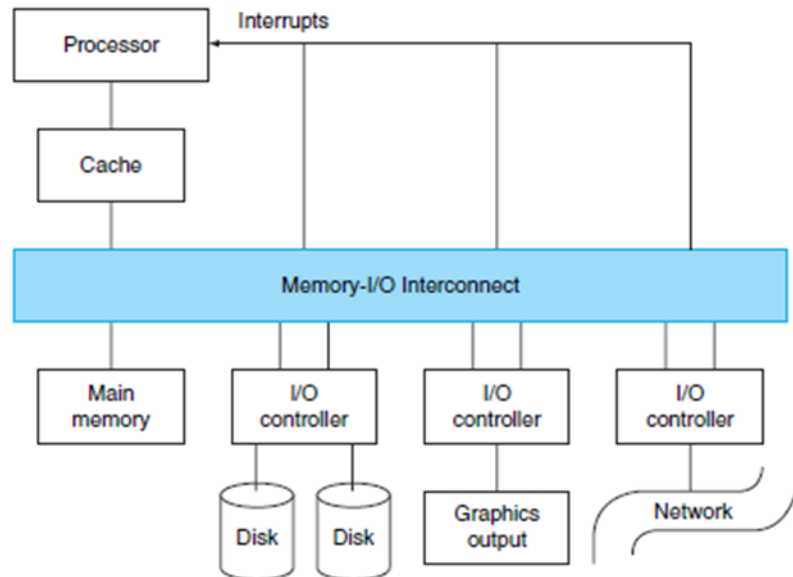 Interrupts
Processor
Cache
Memory-I/O Interconnect
Main
memory
I/O
controller
I/O
controller
I/O
controller
Disk
Disk
Graphics
output
Network